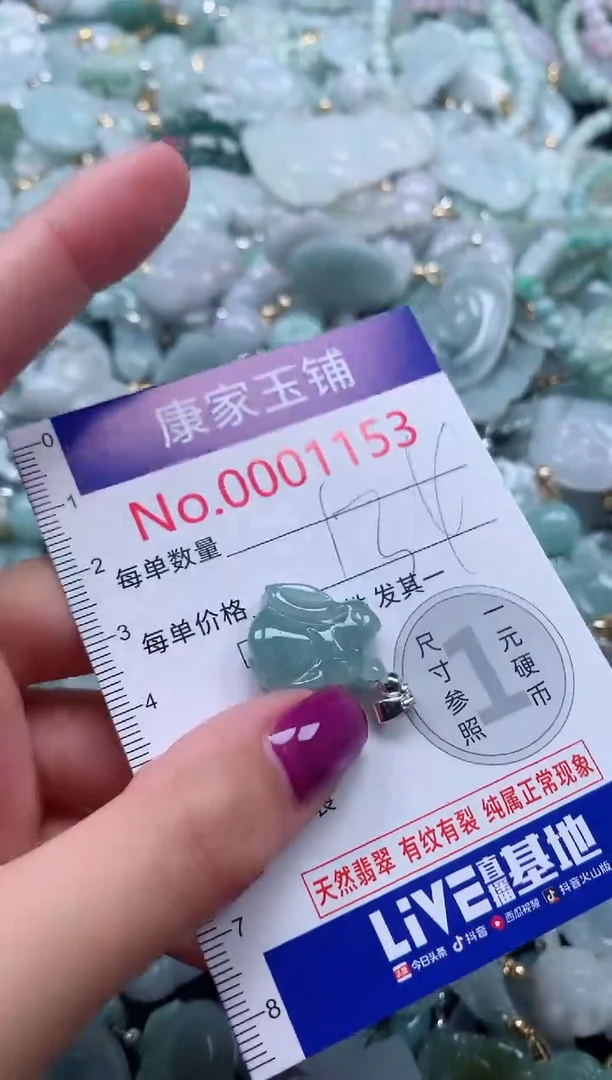 康家玉铺
No.0001153
每单数量
每单价格
发其一
一元硬币
尺寸参照
1
天然翡翠 有纹有裂 纯属正常现象
LiVE直播基地
头条 今日头条 抖音 西瓜视频 抖音火山版
0
1
2
3
4
7
8